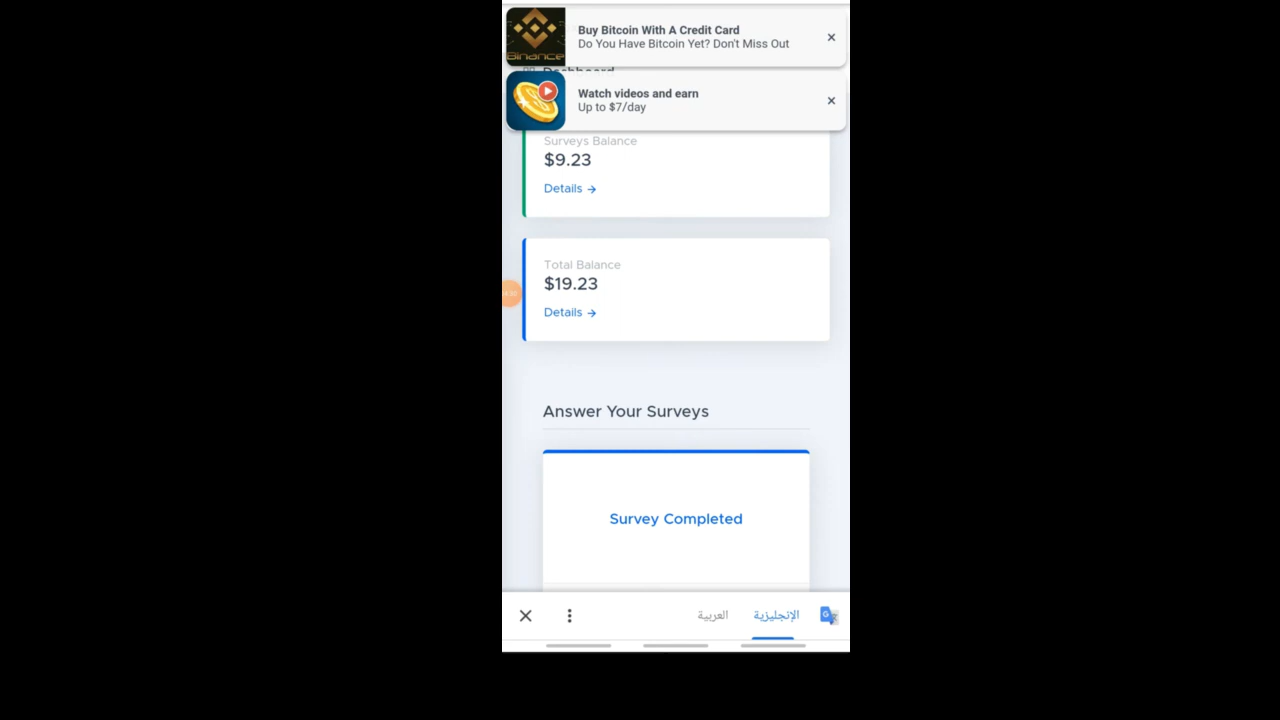 Buy Bitcoin With A Credit Card
Do You Have Bitcoin Yet? Don't Miss Out
BINANCE
Dashboard
Watch videos and earn
Up to $7/day
Surveys Balance
$9.23
Details →
Total Balance
$19.23
Details →
Answer Your Surveys
Survey Completed
العربية
الإنجليزية